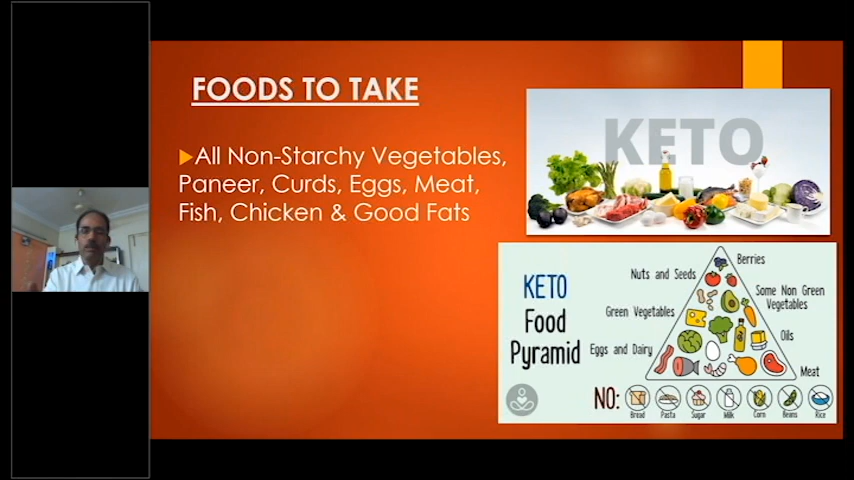 FOODS TO TAKE
All Non-Starchy Vegetables,
Paneer, Curds, Eggs, Meat,
Fish, Chicken & Good Fats
KETO
KETO
Food
Pyramid
Berries
Nuts and Seeds
Some Non Green
Vegetables
Green Vegetables
Oils
Eggs and Dairy
Meat
NO:
Bread Pasta Sugar Milk Corn Beans Rice